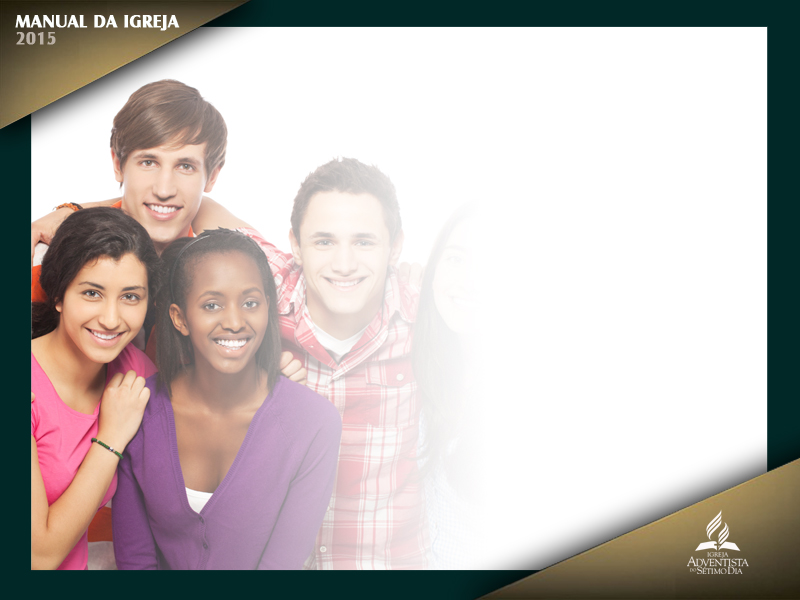 MANUAL DA IGREJA
2015
IGREJA
ADVENTISTA
DO SÉTIMO DIA